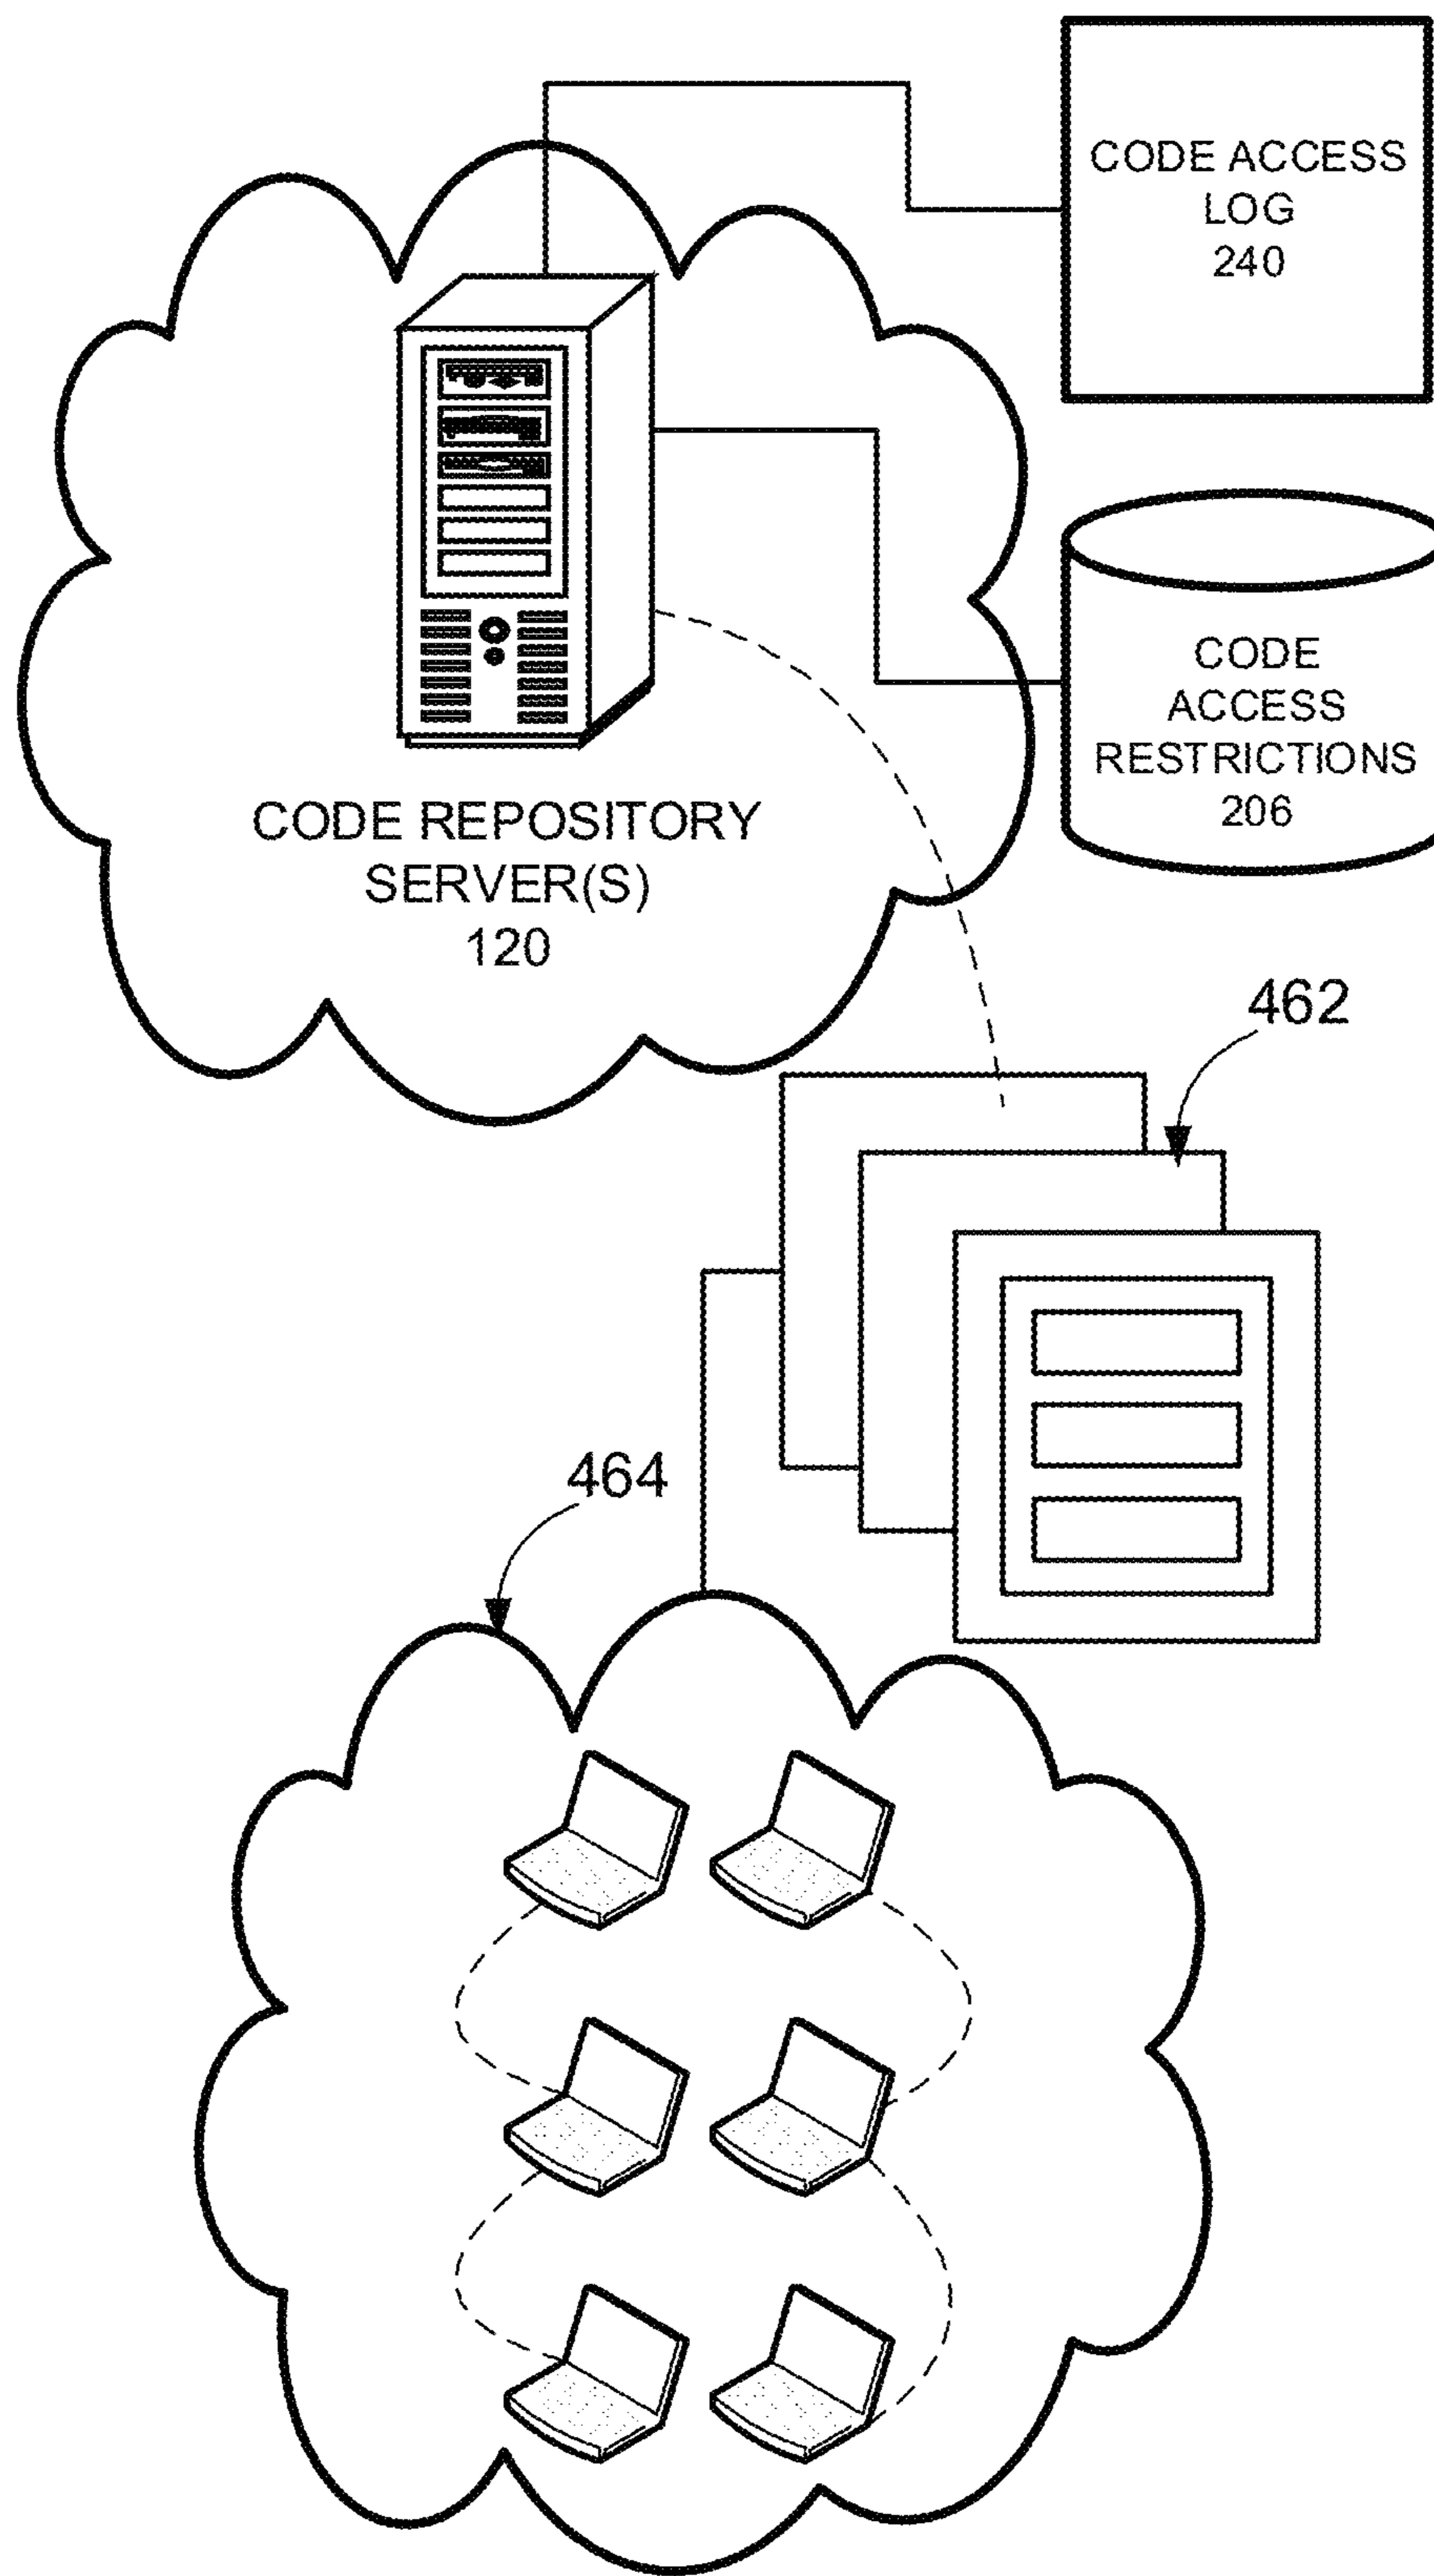 CODE ACCESS
LOG
240
CODE
ACCESS
RESTRICTIONS
206
CODE REPOSITORY
SERVER(S)
120
462
464